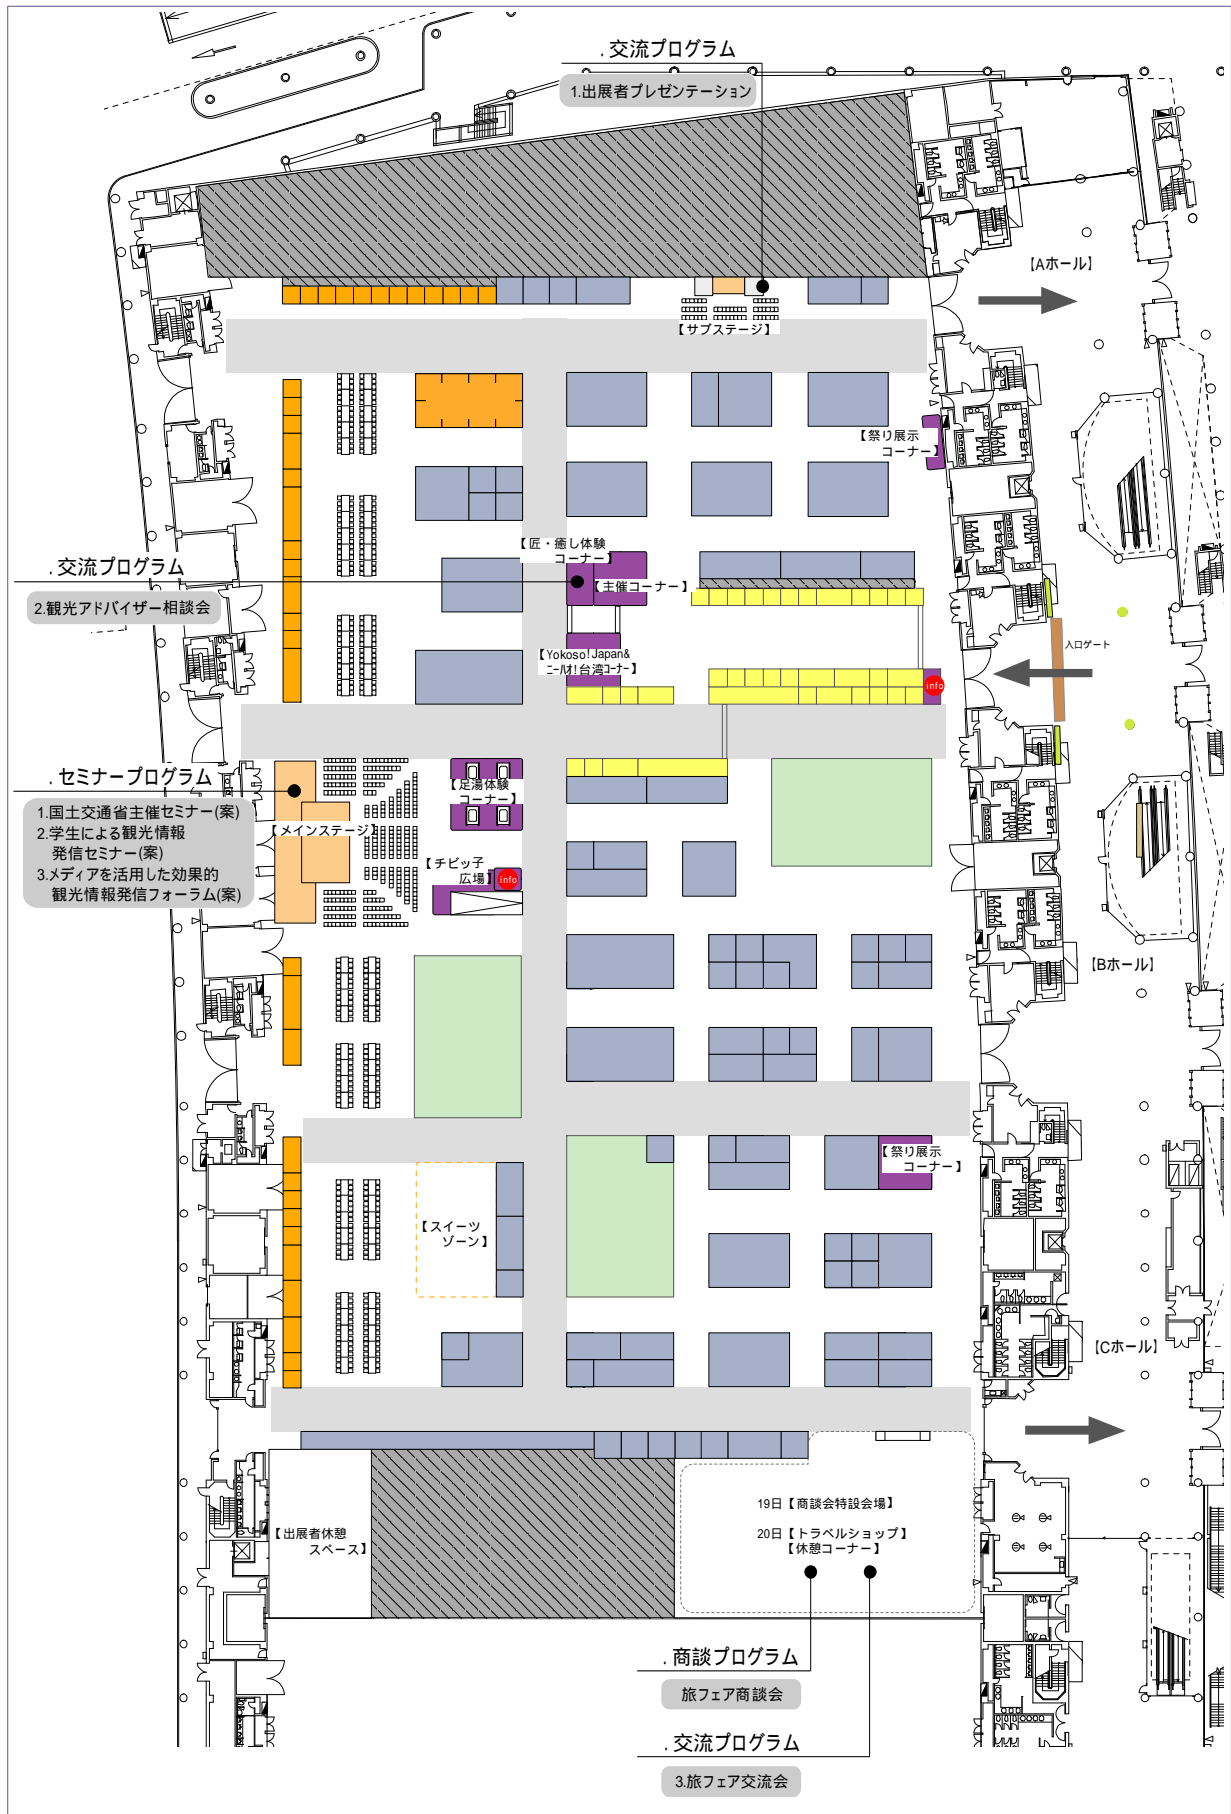 . 交流プログラム
1.出展者プレゼンテーション
【Aホール】
【サブステージ】
【祭り展示
コーナー】
【匠・癒し体験
コーナー】
【主催コーナー】
. 交流プログラム
2.観光アドバイザー相談会
入口ゲート
【Yokoso!Japan&
ニーハオ!台湾コーナー】
info
. セミナープログラム
1.国土交通省主催セミナー(案)
2.学生による観光情報
発信セミナー(案)
3.メディアを活用した効果的
観光情報発信フォーラム(案)
【メインステージ】
【足湯体験
コーナー】
【チビッ子
広場】
info
【Bホール】
【祭り展示
コーナー】
【スイーツ
ゾーン】
【Cホール】
19日【商談会特設会場】
20日【トラベルショップ】
【休憩コーナー】
【出展者休憩
スペース】
. 商談プログラム
旅フェア商談会
. 交流プログラム
3.旅フェア交流会